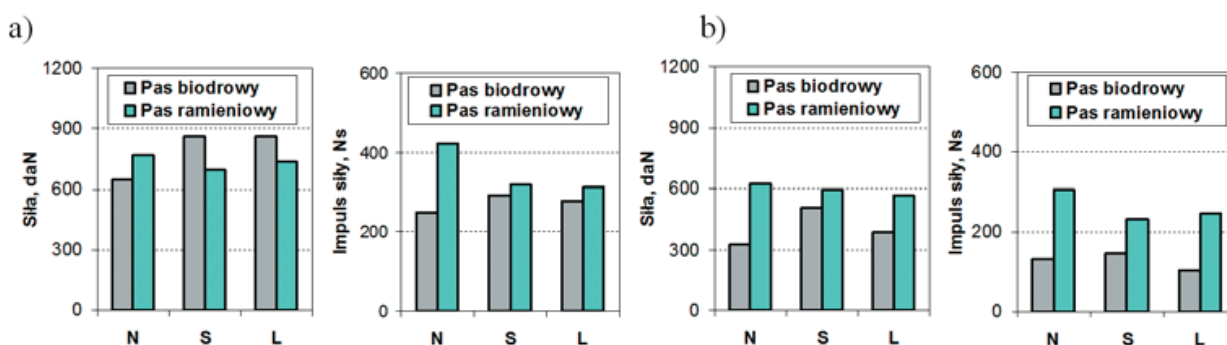 a)
Siła, daN
1200
900
600
300
0
Pas biodrowy
Pas ramieniowy
N S L
Impuls siły, Ns
600
400
200
0
Pas biodrowy
Pas ramieniowy
N S L
b)
Siła, daN
1200
900
600
300
0
Pas biodrowy
Pas ramieniowy
N S L
Impuls siły, Ns
600
400
200
0
Pas biodrowy
Pas ramieniowy
N S L